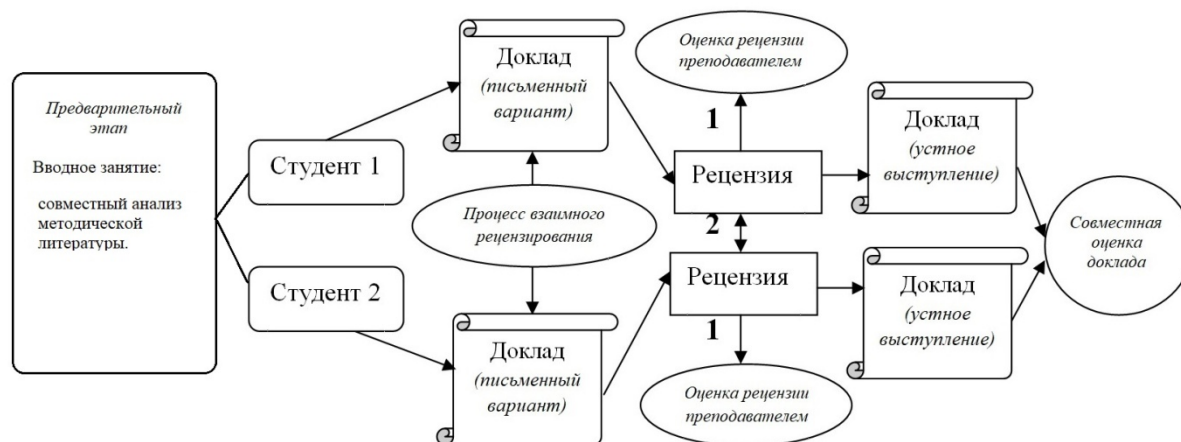 Предварительный
этап
Вводное занятие:
совместный анализ
методической
литературы.
Студент 1
Студент 2
Доклад
(письменный
вариант)
Процесс взаимного
рецензирования
Доклад
(письменный
вариант)
Оценка рецензии
преподавателем
1
Рецензия
2
Рецензия
1
Оценка рецензии
преподавателем
Доклад
(устное
выступление)
Доклад
(устное
выступление)
Совместная
оценка
доклада